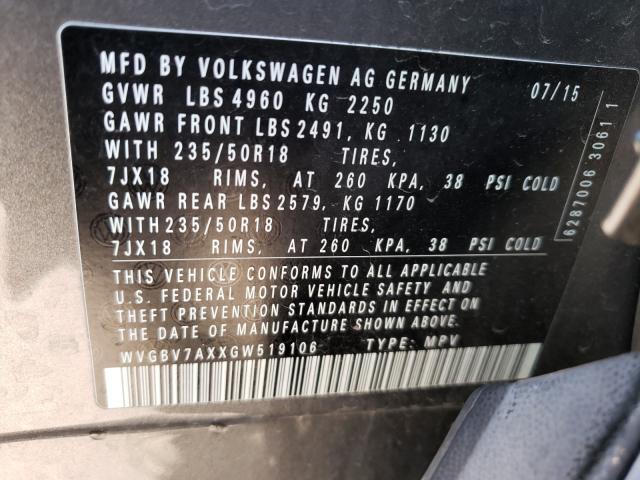 MFD BY VOLKSWAGEN AG GERMANY 07/15
GVWR LBS 4960 KG 2250
GAWR FRONT LBS 2491, KG 1130
WITH 235/50R18 TIRES,
7JX18 RIMS, AT 260 KPA, 38 PSI COLD
GAWR REAR LBS 2579, KG 1170
WITH 235/50R18 TIRES,
7JX18 RIMS, AT 260 KPA, 38 PSI COLD
THIS VEHICLE CONFORMS TO ALL APPLICABLE
U.S. FEDERAL MOTOR VEHICLE SAFETY AND
THEFT PREVENTION STANDARDS IN EFFECT ON
THE DATE OF MANUFACTURE SHOWN ABOVE
WVGBV7AXXGW519106 TYPE: MPV
6287006 3061 1